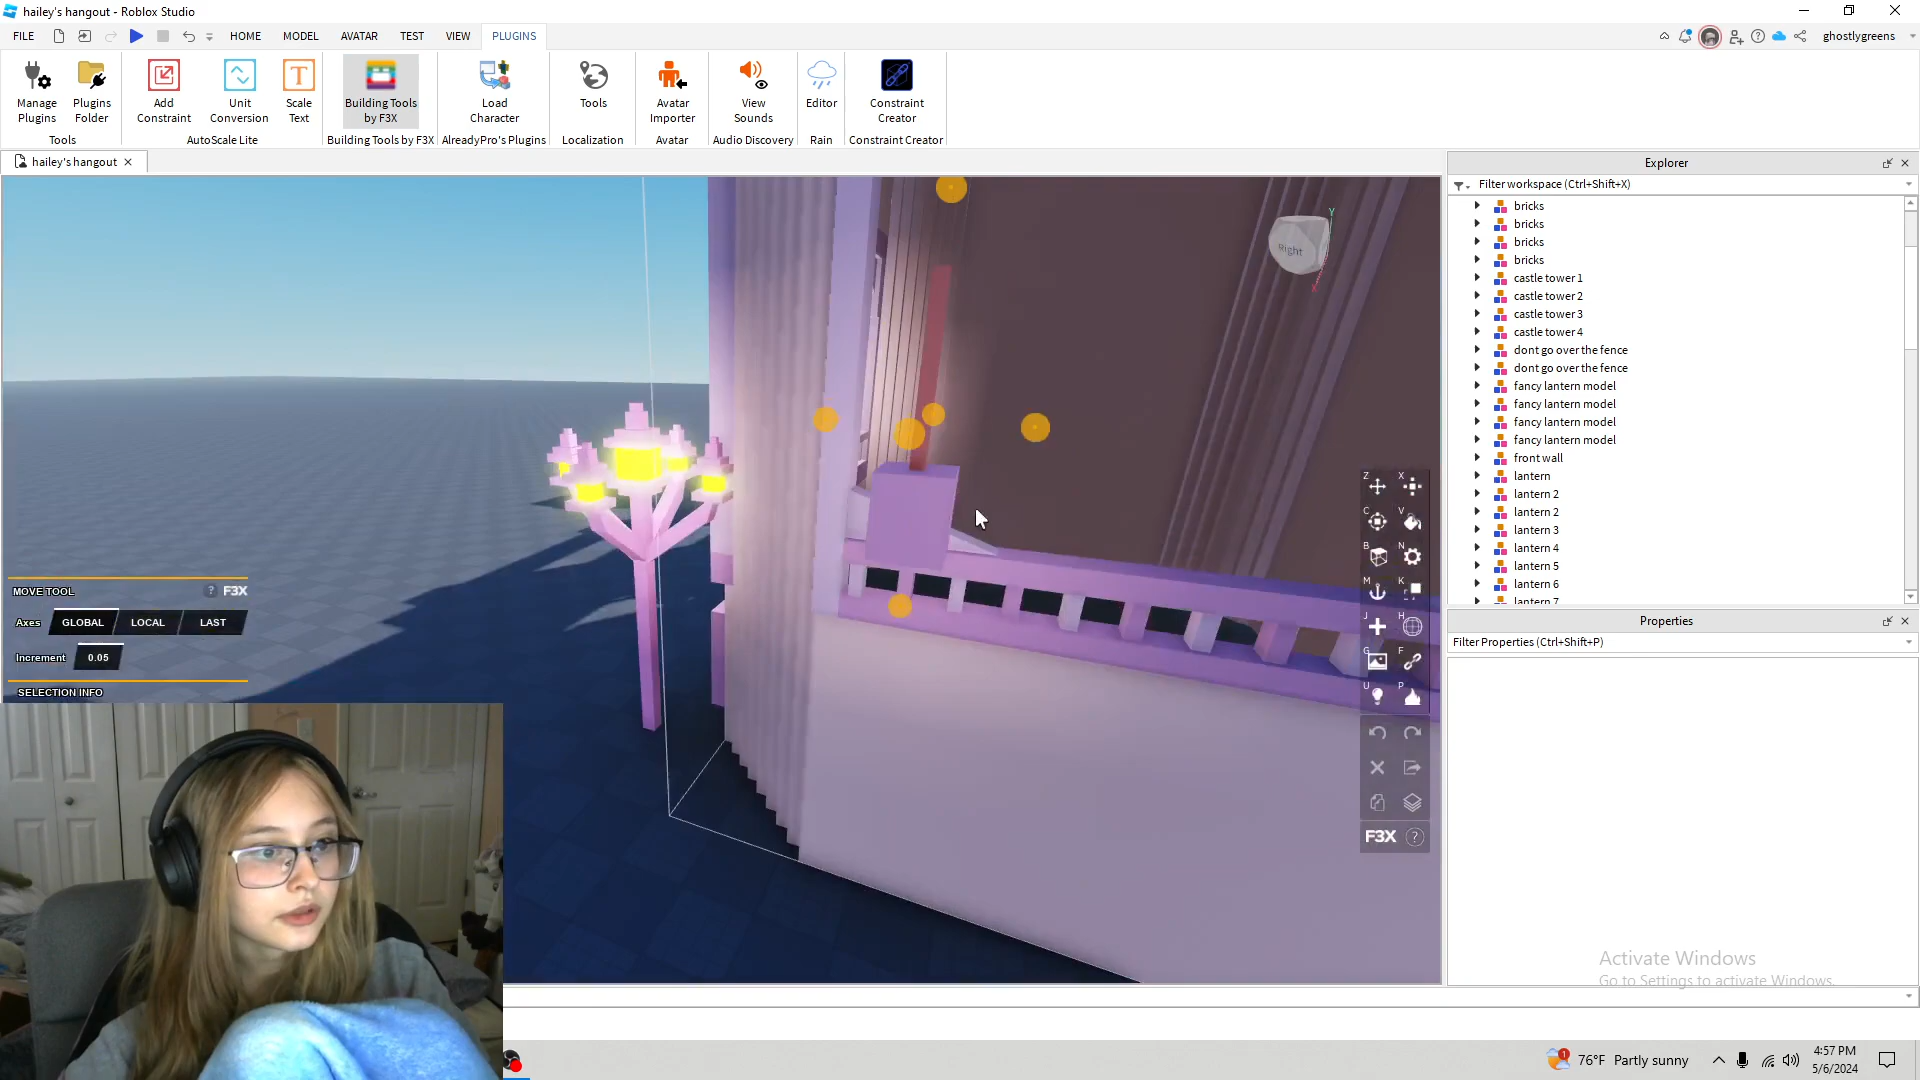 hailey's hangout - Roblox Studio
FILE HOME MODEL AVATAR TEST VIEW PLUGINS ghostlygreens
Manage Plugins
Plugins Folder
Tools
Add Constraint
Unit Conversion
Scale Text
AutoScale Lite
Building Tools by F3X
Building Tools by F3X
Load Character
AlreadyPro's Plugins
Tools
Localization
Avatar Importer
Avatar
View Sounds
Audio Discovery
Editor
Rain
Constraint Creator
Constraint Creator
hailey's hangout
Explorer
Filter workspace (Ctrl+Shift+X)
bricks
bricks
bricks
bricks
castle tower 1
castle tower 2
castle tower 3
castle tower 4
dont go over the fence
dont go over the fence
fancy lantern model
fancy lantern model
fancy lantern model
fancy lantern model
front wall
lantern
lantern 2
lantern 2
lantern 3
lantern 4
lantern 5
lantern 6
lantern 7
Properties
Filter Properties (Ctrl+Shift+P)
Right
Y
X
Z X
C V
B N
M K
J H
G F
U P
F3X ?
MOVE TOOL ? F3X
Axes GLOBAL LOCAL LAST
Increment 0.05
SELECTION INFO
Activate Windows
Go to Settings to activate Windows.
1 76°F Partly sunny
4:57 PM
5/6/2024